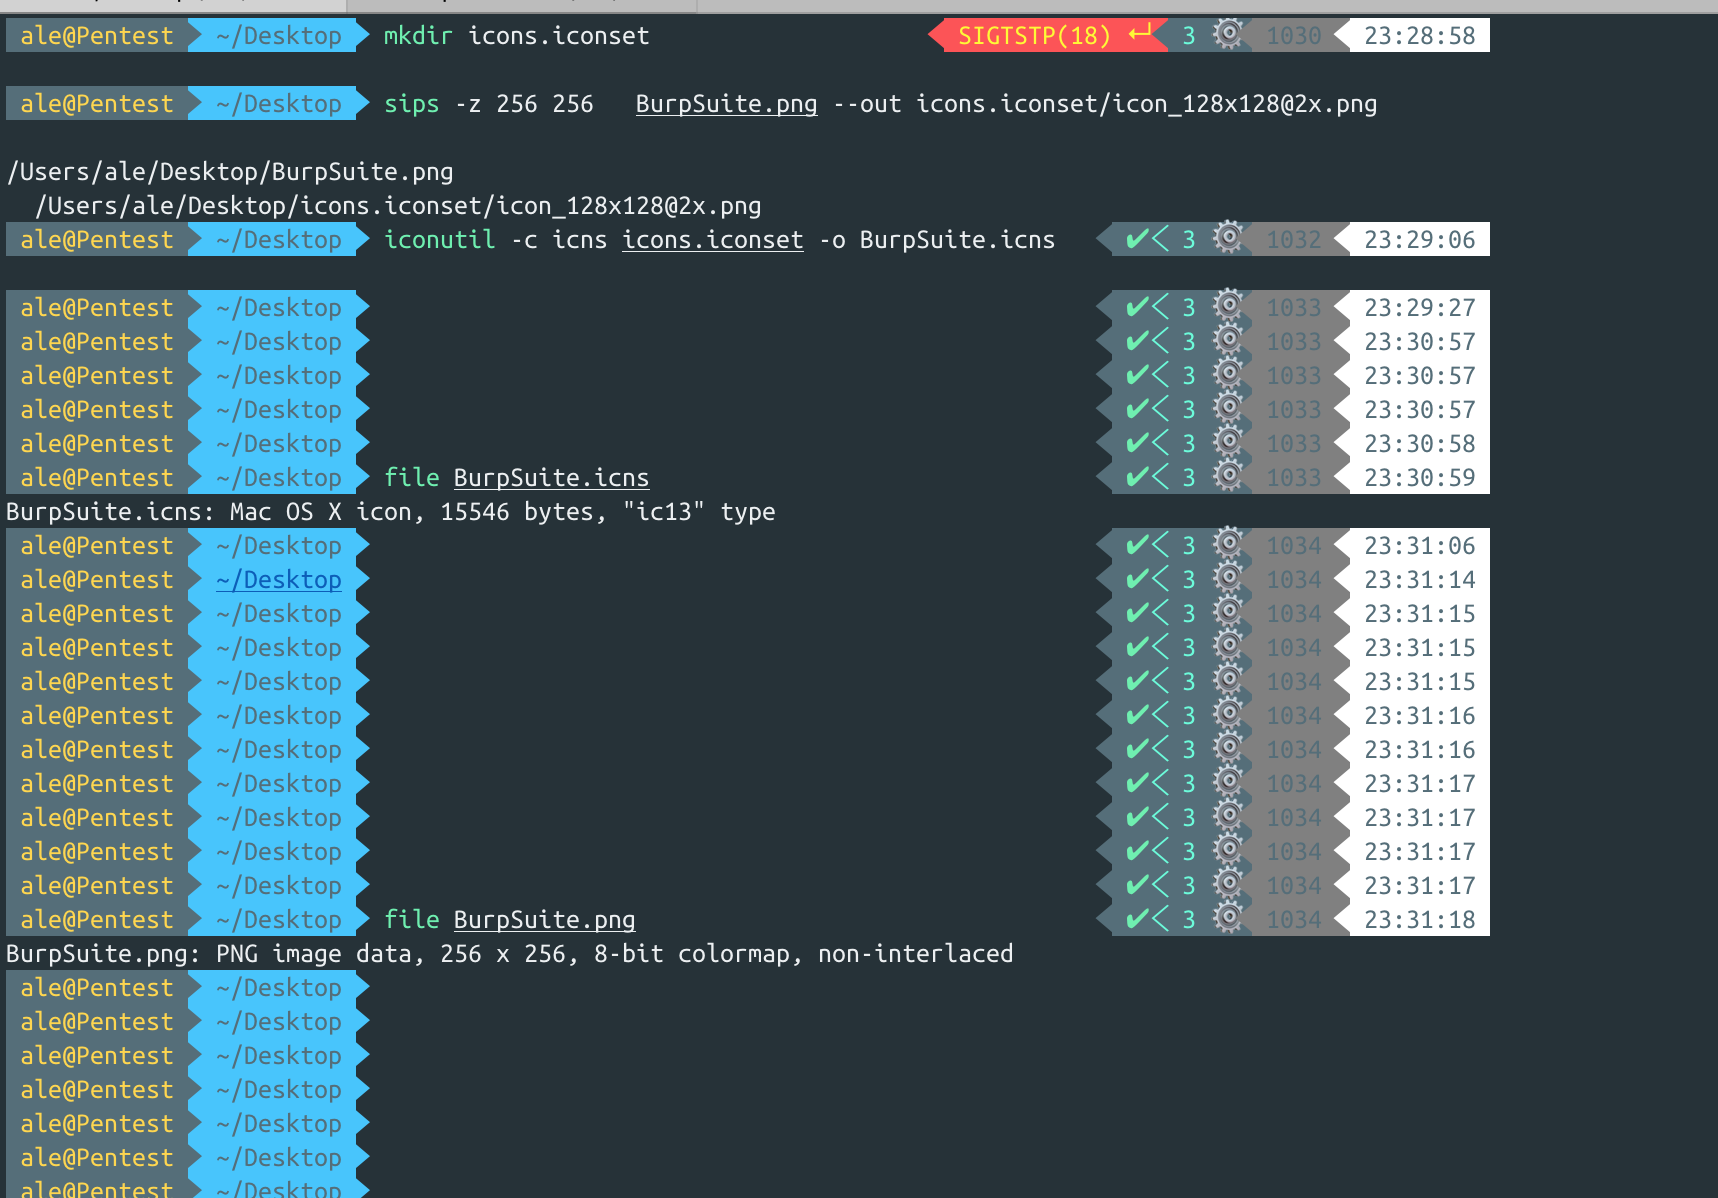 ale@Pentest ~/Desktop mkdir icons.iconset SIGTSTP(18) ↵ 3 ⚙ 1030 23:28:58
ale@Pentest ~/Desktop sips -z 256 256   BurpSuite.png --out icons.iconset/icon_128x128@2x.png
/Users/ale/Desktop/BurpSuite.png
  /Users/ale/Desktop/icons.iconset/icon_128x128@2x.png
ale@Pentest ~/Desktop iconutil -c icns icons.iconset -o BurpSuite.icns ✔ 3 ⚙ 1032 23:29:06
ale@Pentest ~/Desktop ✔ 3 ⚙ 1033 23:29:27
ale@Pentest ~/Desktop ✔ 3 ⚙ 1033 23:30:57
ale@Pentest ~/Desktop ✔ 3 ⚙ 1033 23:30:57
ale@Pentest ~/Desktop ✔ 3 ⚙ 1033 23:30:57
ale@Pentest ~/Desktop ✔ 3 ⚙ 1033 23:30:58
ale@Pentest ~/Desktop file BurpSuite.icns ✔ 3 ⚙ 1033 23:30:59
BurpSuite.icns: Mac OS X icon, 15546 bytes, "ic13" type
ale@Pentest ~/Desktop ✔ 3 ⚙ 1034 23:31:06
ale@Pentest ~/Desktop ✔ 3 ⚙ 1034 23:31:14
ale@Pentest ~/Desktop ✔ 3 ⚙ 1034 23:31:15
ale@Pentest ~/Desktop ✔ 3 ⚙ 1034 23:31:15
ale@Pentest ~/Desktop ✔ 3 ⚙ 1034 23:31:15
ale@Pentest ~/Desktop ✔ 3 ⚙ 1034 23:31:16
ale@Pentest ~/Desktop ✔ 3 ⚙ 1034 23:31:16
ale@Pentest ~/Desktop ✔ 3 ⚙ 1034 23:31:17
ale@Pentest ~/Desktop ✔ 3 ⚙ 1034 23:31:17
ale@Pentest ~/Desktop ✔ 3 ⚙ 1034 23:31:17
ale@Pentest ~/Desktop ✔ 3 ⚙ 1034 23:31:17
ale@Pentest ~/Desktop file BurpSuite.png ✔ 3 ⚙ 1034 23:31:18
BurpSuite.png: PNG image data, 256 x 256, 8-bit colormap, non-interlaced
ale@Pentest ~/Desktop
ale@Pentest ~/Desktop
ale@Pentest ~/Desktop
ale@Pentest ~/Desktop
ale@Pentest ~/Desktop
ale@Pentest ~/Desktop
ale@Pentest ~/Desktop